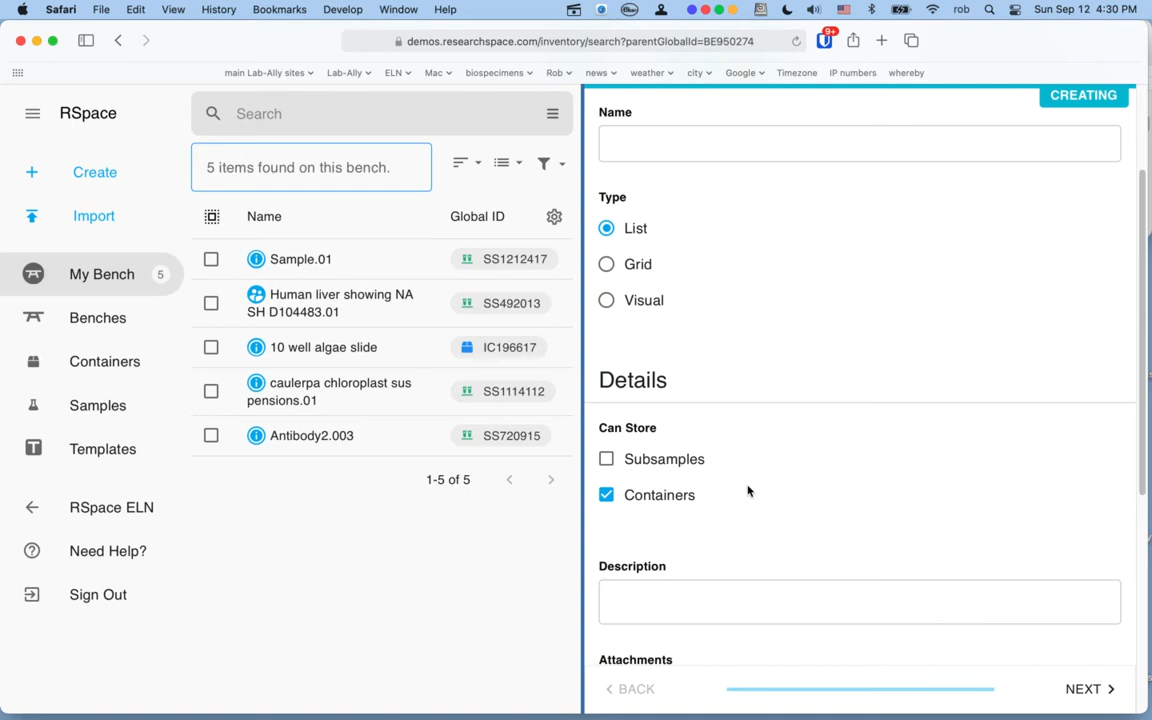 Safari File Edit View History Bookmarks Develop Window Help rob Sun Sep 12 4:30 PM
demos.researchspace.com/inventory/search?parentGlobalId=BE950274
9+
main Lab-Ally sites Lab-Ally ELN Mac biospecimens Rob news weather city Google Timezone IP numbers whereby
RSpace
Create
Import
My Bench 5
Benches
Containers
Samples
Templates
RSpace ELN
Need Help?
Sign Out
Search
5 items found on this bench.
Name Global ID
Sample.01 SS1212417
Human liver showing NA
SH D104483.01
SS492013
10 well algae slide IC196617
caulerpa chloroplast sus
pensions.01
SS1114112
Antibody2.003 SS720915
1-5 of 5
CREATING
Name
Type
List
Grid
Visual
Details
Can Store
Subsamples
Containers
Description
Attachments
BACK NEXT